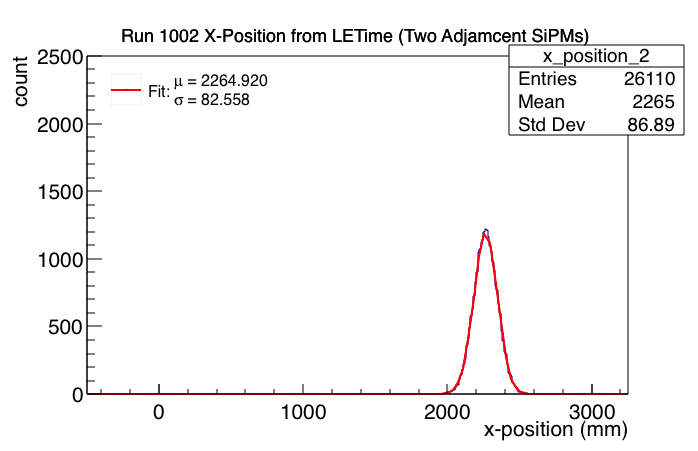 Run 1002 X-Position from LETime (Two Adjamcent SiPMs)
x_position_2
Entries 26110
Mean 2265
Std Dev 86.89
Fit: μ = 2264.920
σ = 82.558
count
2500
2000
1500
1000
500
0
0 1000 2000 3000
x-position (mm)